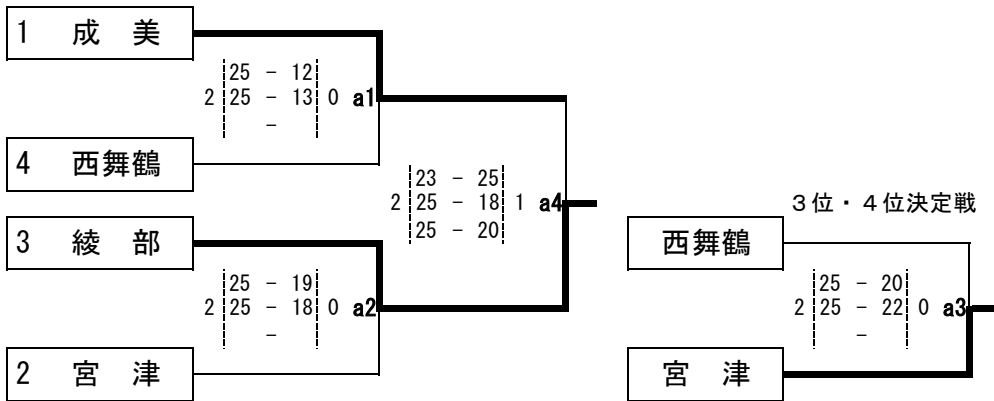 1 成 美
25 - 12
2 25 - 13 0 a1
-
4 西舞鶴
23 - 25
2 25 - 18 1 a4
25 - 20
3 綾 部
25 - 19
2 25 - 18 0 a2
-
2 宮 津
3位・4位決定戦
西舞鶴
25 - 20
2 25 - 22 0 a3
-
宮 津